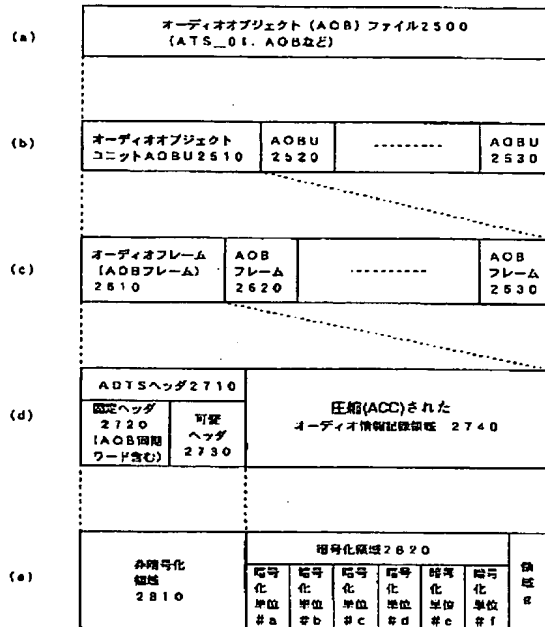 (a)
オーディオオブジェクト(AOB)ファイル2500
(ATS_01. AOBなど)
(b)
オーディオオブジェクト
ユニットAOBU2510
AOBU
2520
AOBU
2530
(c)
オーディオフレーム
(AOBフレーム)
2610
AOB
フレーム
2620
AOB
フレーム
2630
(d)
ADTSヘッダ2710
固定ヘッダ
2720
(AOB同期
ワード含む)
可変
ヘッダ
2730
圧縮(ACC)された
オーディオ情報記録領域 2740
(e)
非暗号化
領域
2810
暗号化領域2820
暗号
化
単位
#a
暗号
化
単位
#b
暗号
化
単位
#c
暗号
化
単位
#d
暗号
化
単位
#e
暗号
化
単位
#f
領
域